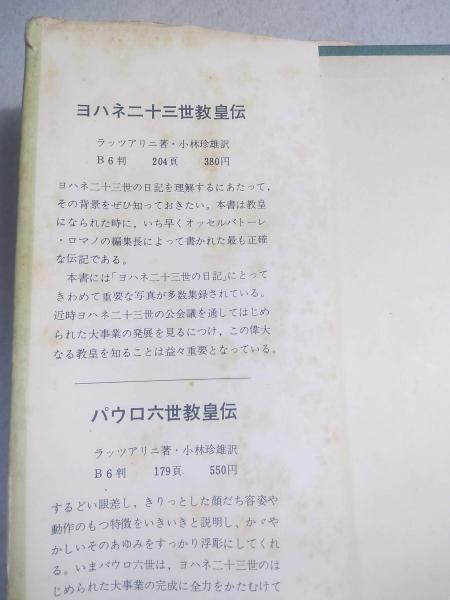 ヨハネ二十三世教皇伝
ラッツアリニ著・小林珍雄訳
Ｂ６判　204頁　380円
ヨハネ二十三世の日記を理解するにあたって，
その背景をぜひ知っておきたい。本書は教皇
になられた時に，いち早くオッセルバトーレ
・ロマノの編集長によって書かれた最も正確
な伝記である。
本書には「ヨハネ二十三世の日記」にとって
きわめて重要な写真が多数集録されている。
近時ヨハネ二十三世の公会議を通してはじめ
られた大事業の発展を見るにつけ，この偉大
なる教皇を知ることは益々重要となっている。
パウロ六世教皇伝
ラッツアリニ著・小林珍雄訳
Ｂ６判　179頁　550円
するどい眼差し，きりっとした顔だち容姿や
動作のもつ特徴をいきいきと説明し，かゞや
かしいそのあゆみをすっかり浮彫にしてくれ
る。いまパウロ六世は，ヨハネ二十三世のは
じめられた大事業の完成に全力をかたむけて